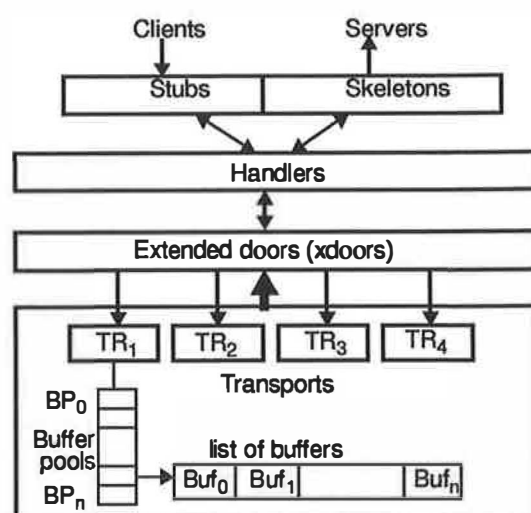 Clients
Servers
Stubs
Skeletons
Handlers
Extended doors (xdoors)
TR₁
TR₂
TR₃
TR₄
Transports
BP₀
Buffer
pools
BPₙ
list of buffers
Buf₀
Buf₁
Bufₙ